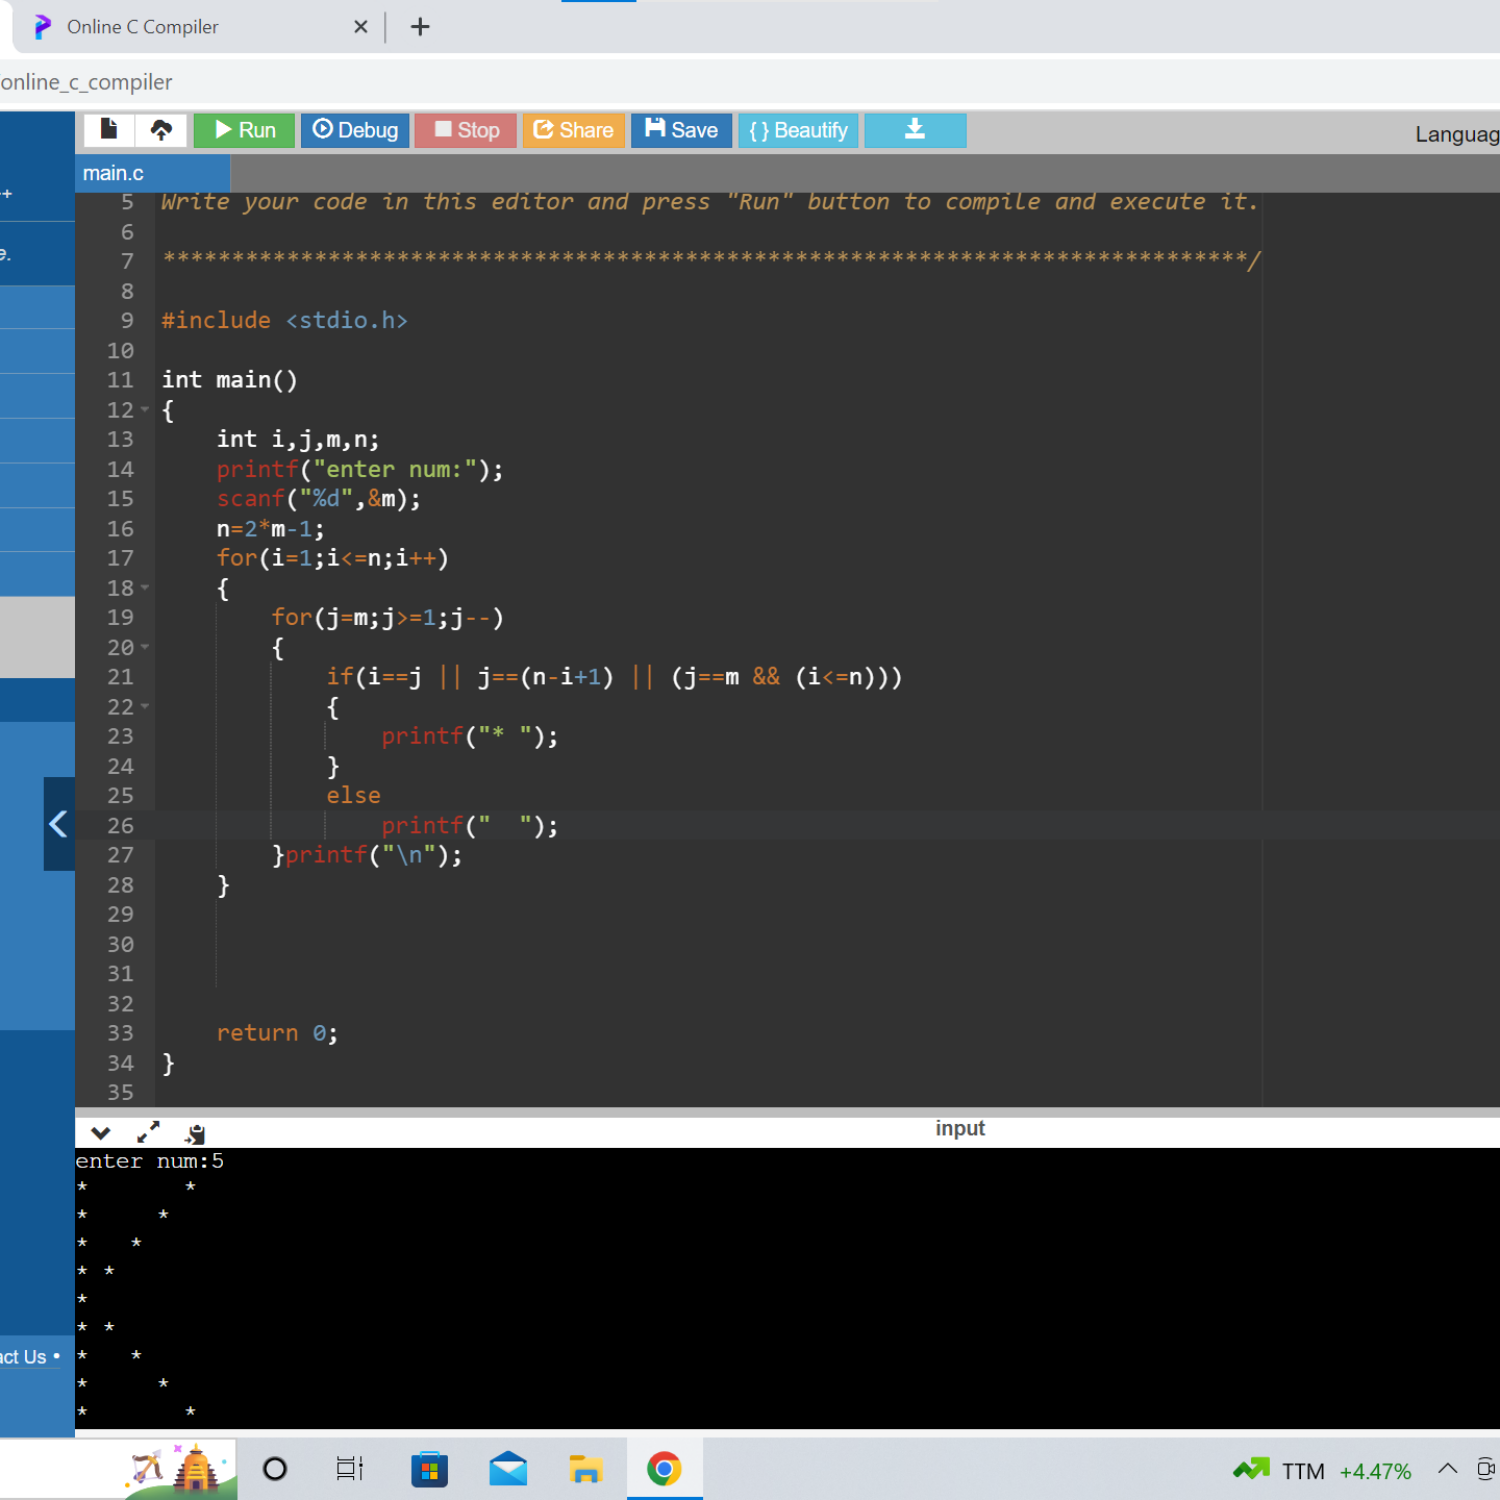 Online C Compiler
online_c_compiler
Run Debug Stop Share Save { } Beautify
Languag
main.c
5 Write your code in this editor and press "Run" button to compile and execute it.
6
7 *******************************************************************************/
8
9 #include <stdio.h>
10
11 int main()
12 {
13 int i,j,m,n;
14 printf("enter num:");
15 scanf("%d",&m);
16 n=2*m-1;
17 for(i=1;i<=n;i++)
18 {
19 for(j=m;j>=1;j--)
20 {
21 if(i==j || j==(n-i+1) || (j==m && (i<=n)))
22 {
23 printf("* ");
24 }
25 else
26 printf("  ");
27 }printf("\n");
28 }
29
30
31
32
33 return 0;
34 }
35
input
enter num:5
*       *
*     *
*   *
* *
*
* *
*   *
*     *
*       *
++
e.
act Us •
TTM +4.47%